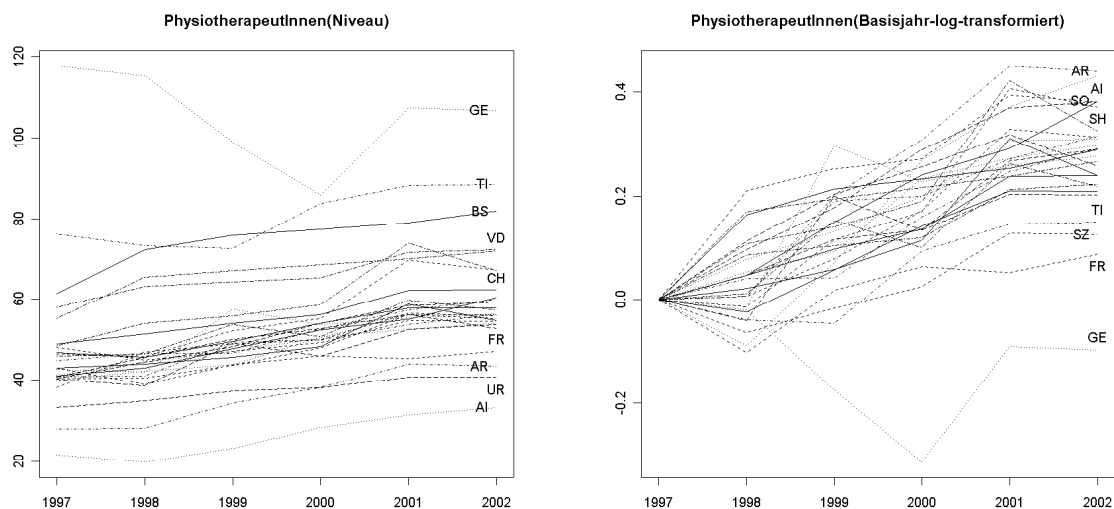 PhysiotherapeutInnen(Niveau)
120
100
80
60
40
20
GE
TI
BS
VD
CH
FR
AR
UR
AI
1997 1998 1999 2000 2001 2002
PhysiotherapeutInnen(Basisjahr-log-transformiert)
0.4
0.2
0.0
-0.2
AR
AI
SO
SH
TI
SZ
FR
GE
1997 1998 1999 2000 2001 2002